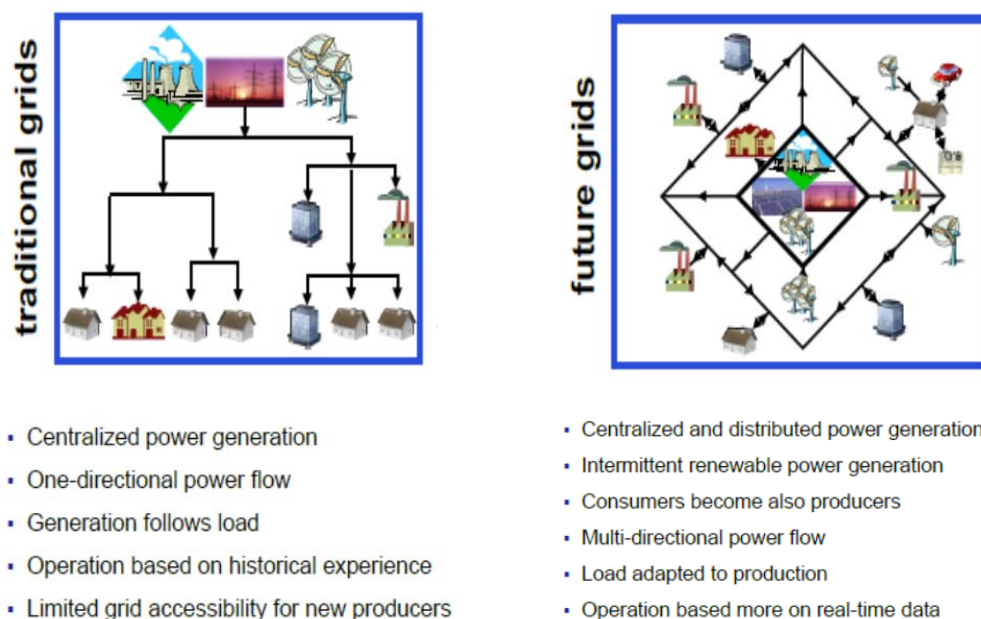 traditional grids
future grids
▪ Centralized power generation
▪ One-directional power flow
▪ Generation follows load
▪ Operation based on historical experience
▪ Limited grid accessibility for new producers
▪ Centralized and distributed power generation
▪ Intermittent renewable power generation
▪ Consumers become also producers
▪ Multi-directional power flow
▪ Load adapted to production
▪ Operation based more on real-time data